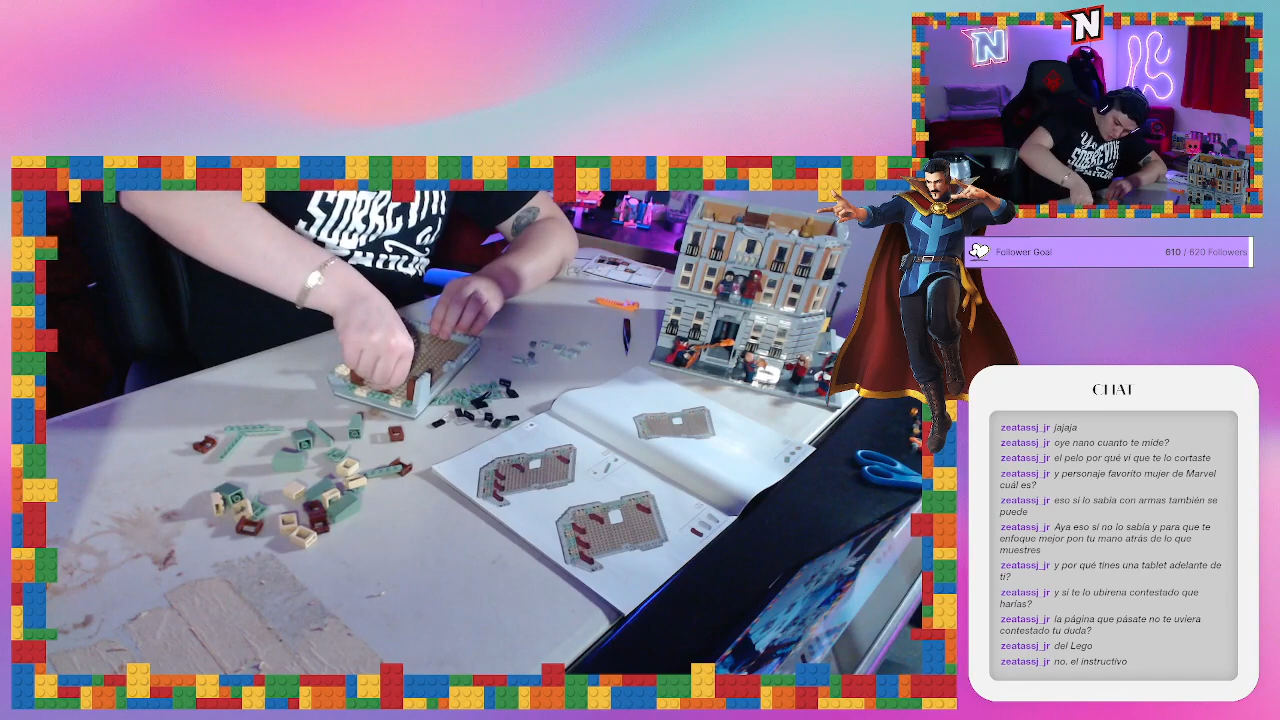 N
N
Follower Goal
610 / 620 Followers
CHAT
zeatassj_jr jajaja
zeatassj_jr oye nano cuanto te mide?
zeatassj_jr el pelo por qué vi que te lo cortaste
zeatassj_jr y personaje favorito mujer de Marvel
cuál es?
zeatassj_jr eso si lo sabía con armas también se
puede
zeatassj_jr Aya eso si no lo sabía y para que te
enfoque mejor pon tu mano atrás de lo que
muestres
zeatassj_jr y por qué tines una tablet adelante de
ti?
zeatassj_jr y si te lo ubirena contestado que
harías?
zeatassj_jr la página que pásate no te uviera
contestado tu duda?
zeatassj_jr del Lego
zeatassj_jr no, el instructivo